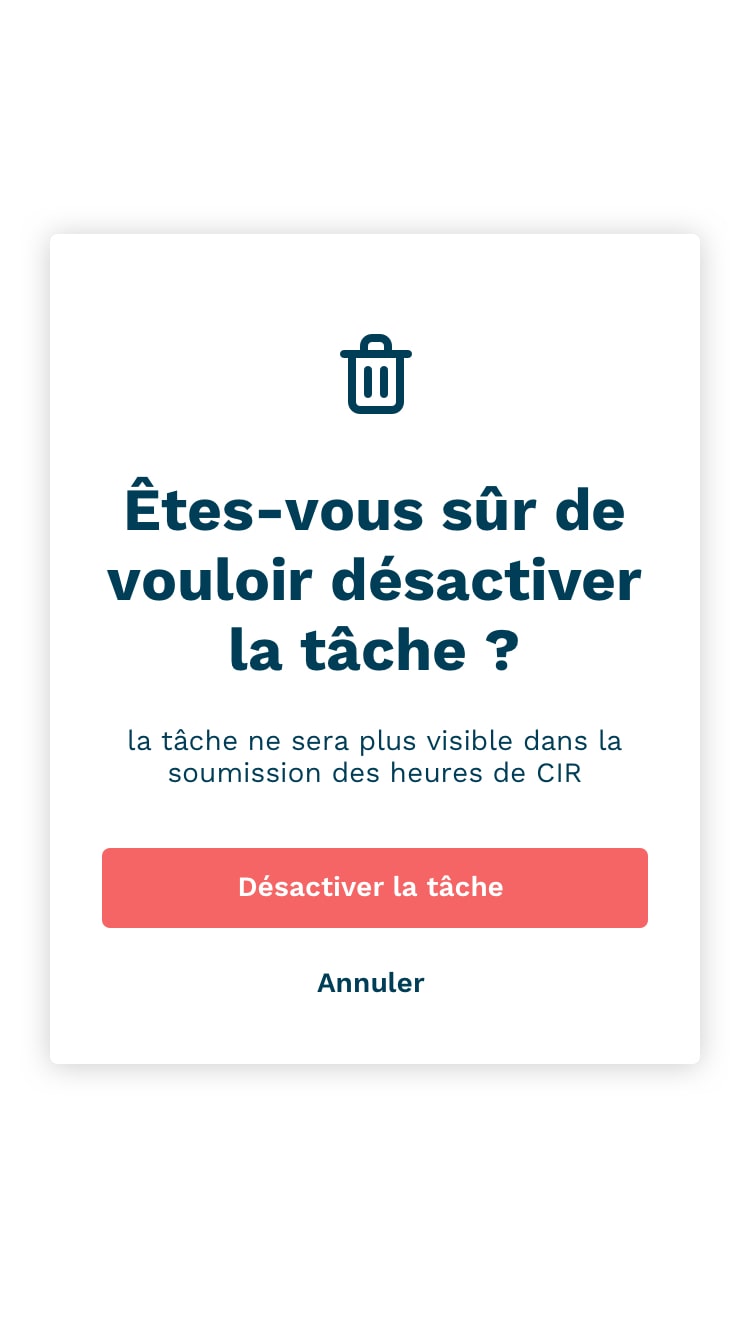 Êtes-vous sûr de
vouloir désactiver
la tâche ?
la tâche ne sera plus visible dans la
soumission des heures de CIR
Désactiver la tâche
Annuler